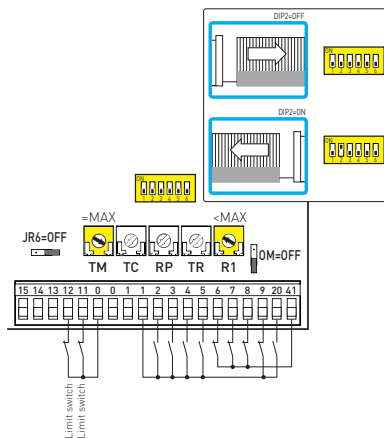 DIP2=OFF
ON
1 2 3 4 5 6
DIP2=ON
ON
1 2 3 4 5 6
ON
1 2 3 4 5 6
=MAX <MAX
JR6=OFF
OM=OFF
TM TC RP TR R1
15 14 13 12 11 0 0 1 1 2 3 4 5 6 7 8 9 20 41
Limit switch
Limit switch